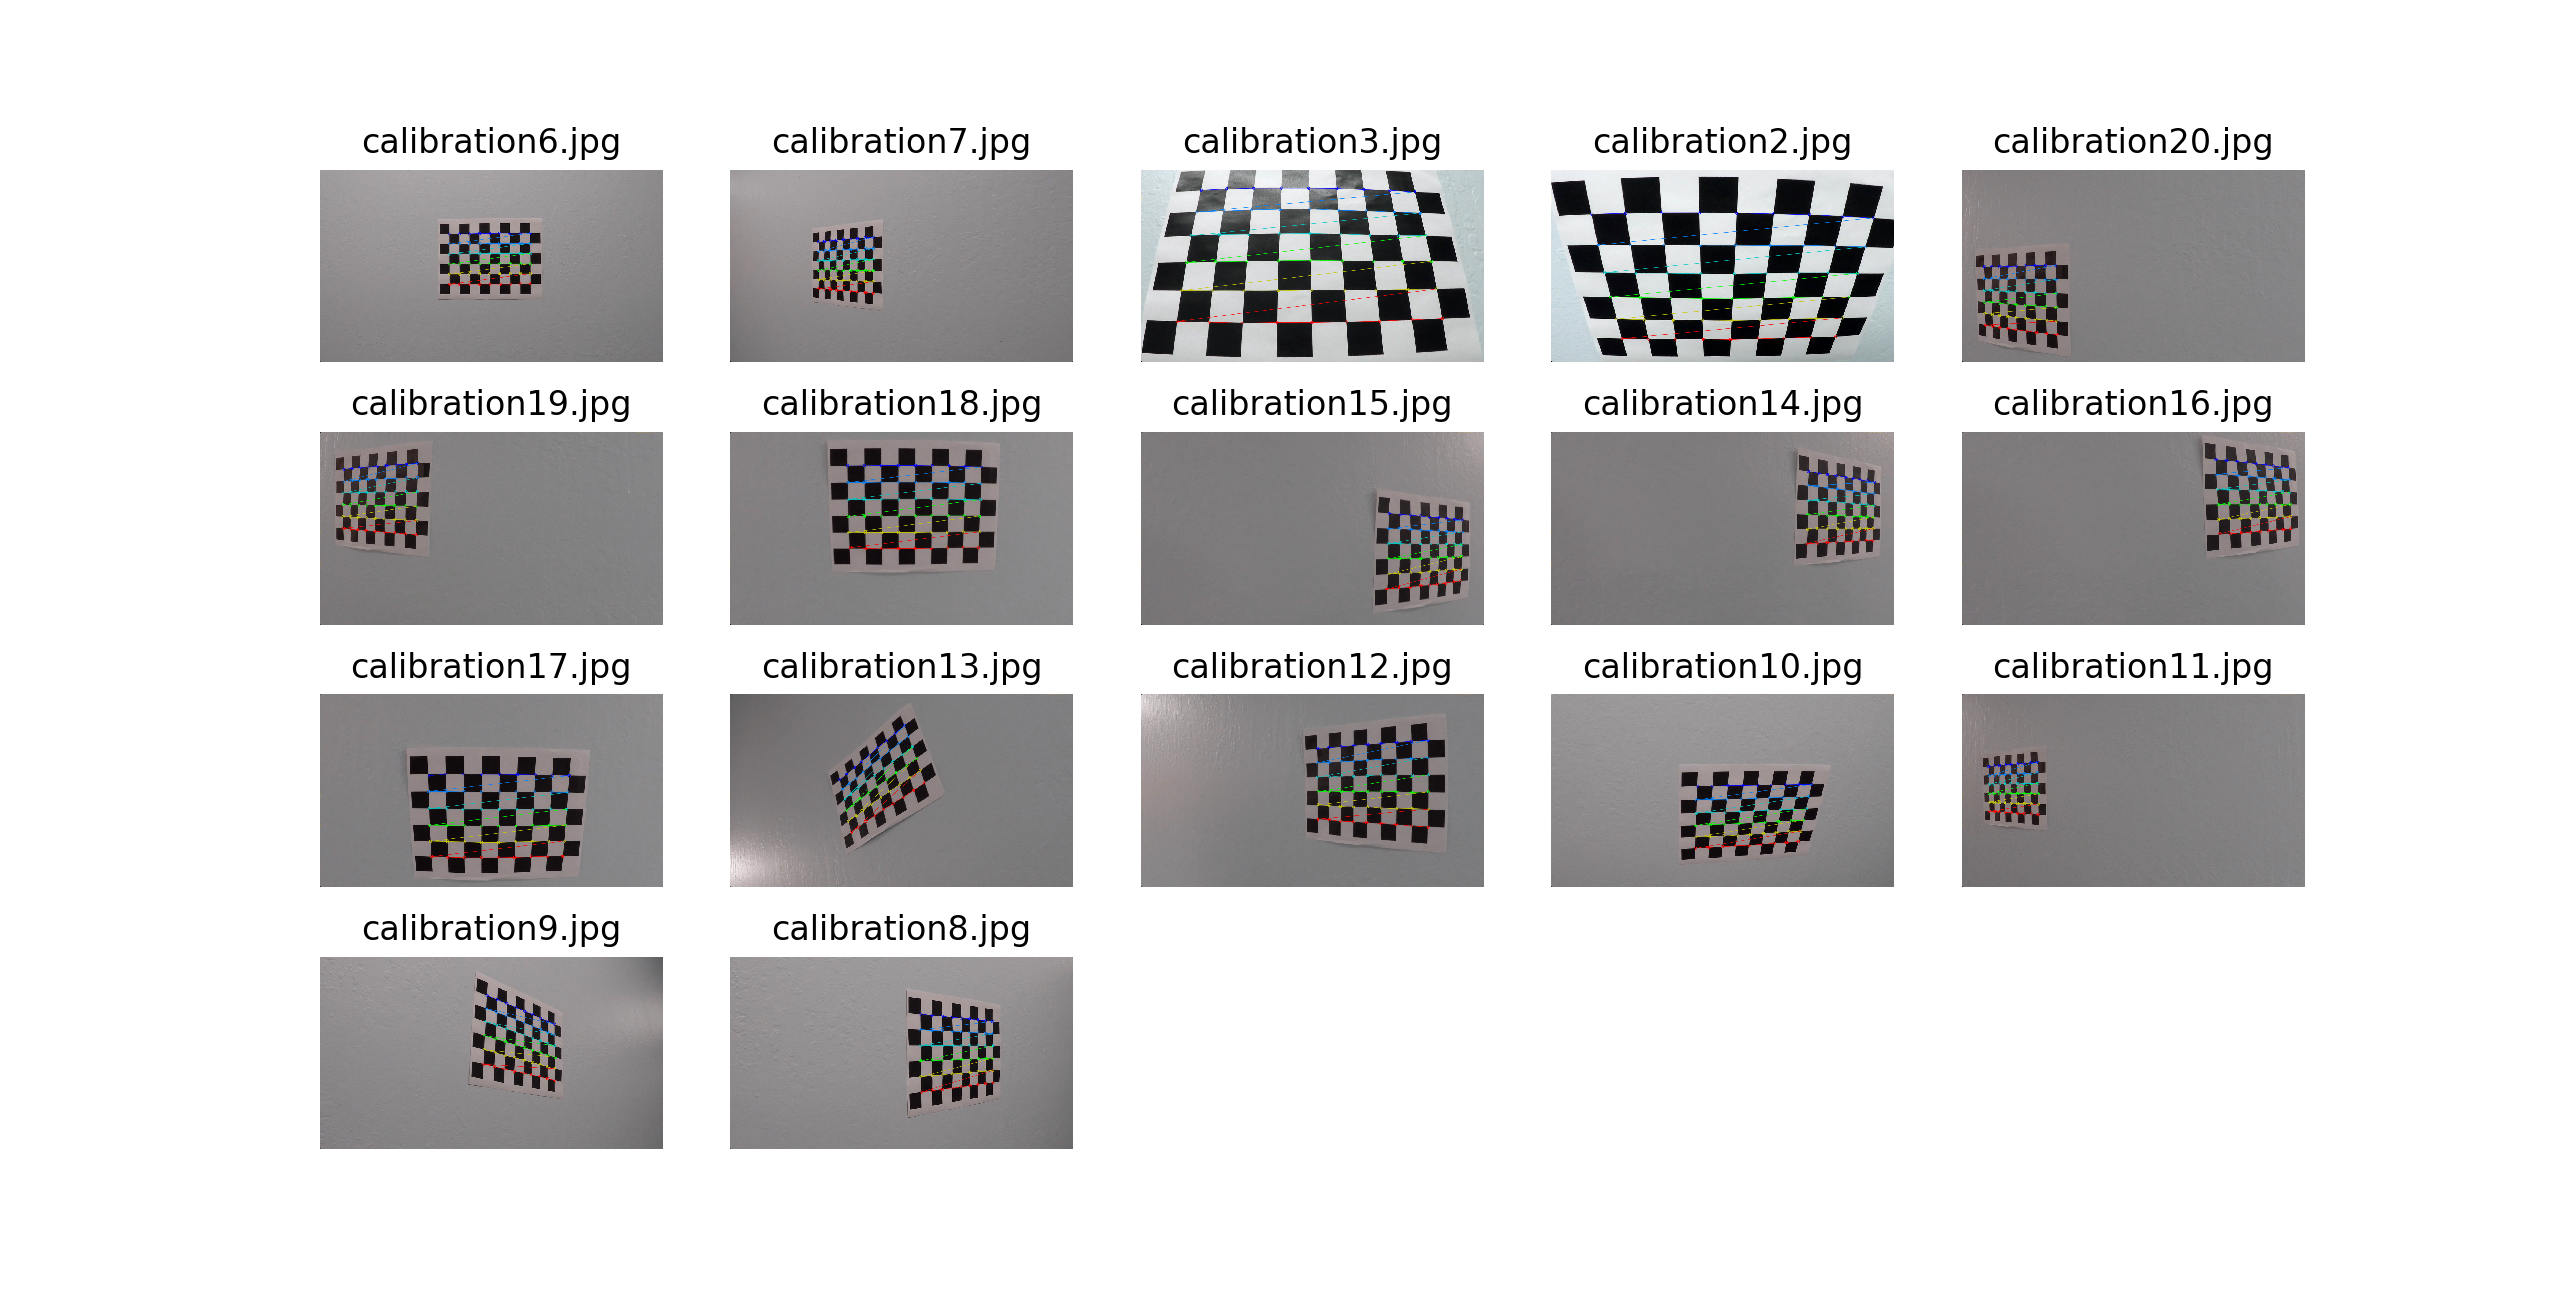 calibration6.jpg
calibration7.jpg
calibration3.jpg
calibration2.jpg
calibration20.jpg
calibration19.jpg
calibration18.jpg
calibration15.jpg
calibration14.jpg
calibration16.jpg
calibration17.jpg
calibration13.jpg
calibration12.jpg
calibration10.jpg
calibration11.jpg
calibration9.jpg
calibration8.jpg